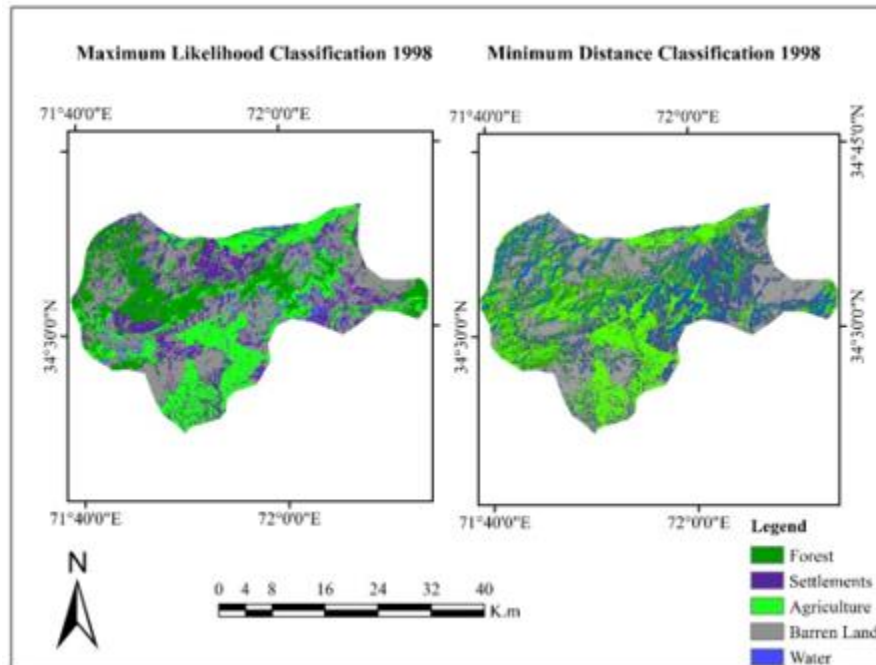 Maximum Likelihood Classification 1998
Minimum Distance Classification 1998
71°40'0"E
72°0'0"E
71°40'0"E
72°0'0"E
34°45'0"N
34°30'0"N
34°30'0"N
34°30'0"N
71°40'0"E
72°0'0"E
71°40'0"E
72°0'0"E
Legend
Forest
Settlements
Agriculture
Barren Land
Water
N
0 4 8 16 24 32 40
K.m